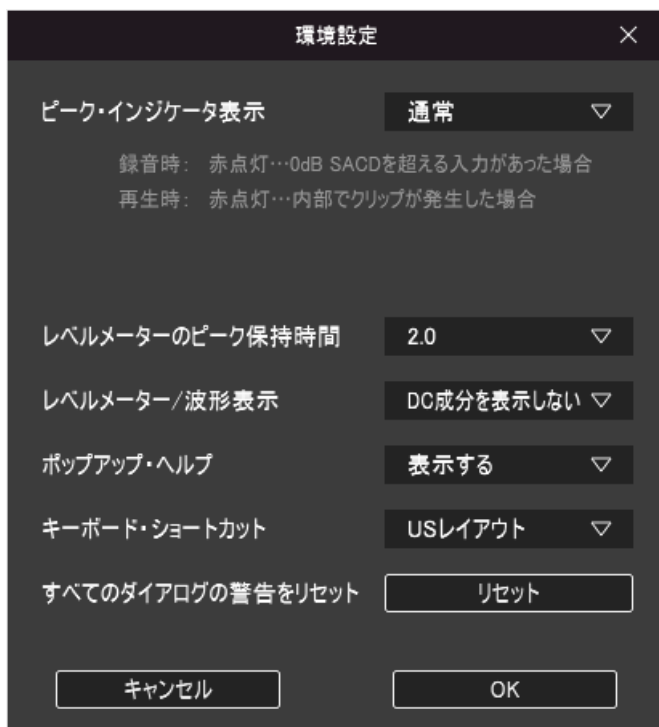 環境設定
ピーク・インジケータ表示 通常
録音時: 赤点灯…0dB SACDを超える入力があった場合
再生時: 赤点灯…内部でクリップが発生した場合
レベルメーターのピーク保持時間 2.0
レベルメーター/波形表示 DC成分を表示しない
ポップアップ・ヘルプ 表示する
キーボード・ショートカット USレイアウト
すべてのダイアログの警告をリセット リセット
キャンセル OK